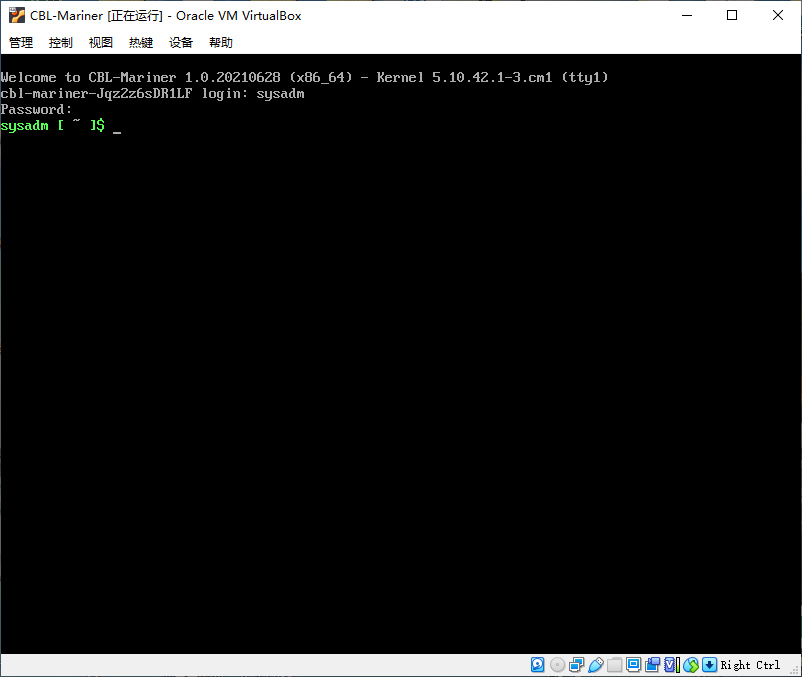 CBL-Mariner [正在运行] - Oracle VM VirtualBox
管理 控制 视图 热键 设备 帮助
Welcome to CBL-Mariner 1.0.20210628 (x86_64) - Kernel 5.10.42.1-3.cm1 (tty1)
cbl-mariner-Jqz2z6sDR1LF login: sysadm
Password:
sysadm [ ~ ]$ _
Right Ctrl